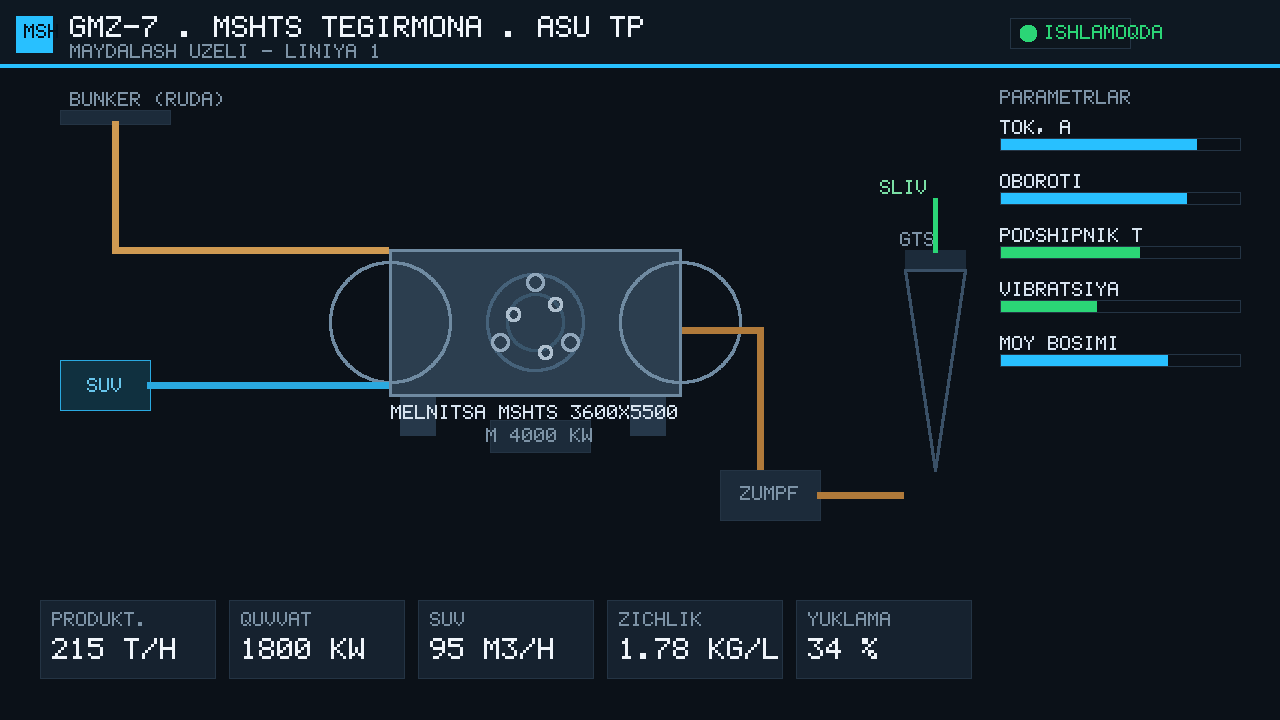 MSH
GMZ-7 . MSHTS TEGIRMONA . ASU TP
MAYDALASH UZELI - LINIYA 1
ISHLAMOQDA
BUNKER (RUDA)
PARAMETRLAR
TOK, A
OBOROTI
PODSHIPNIK T
VIBRATSIYA
MOY BOSIMI
SLIV
GTS
SUV
MELNITSA MSHTS 3600X5500
M 4000 KW
ZUMPF
PRODUKT.
215 T/H
QUVVAT
1800 KW
SUV
95 M3/H
ZICHLIK
1.78 KG/L
YUKLAMA
34 %